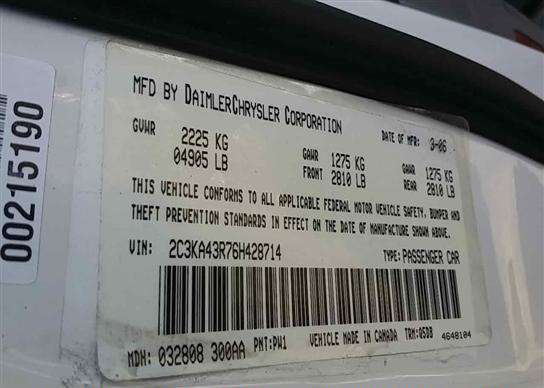 MFD BY DAIMLERCHRYSLER CORPORATION
DATE OF MFR: 3-06
GVWR 2225 KG
04905 LB
GAWR FRONT 1275 KG
2810 LB
GAWR REAR 1275 KG
2810 LB
THIS VEHICLE CONFORMS TO ALL APPLICABLE FEDERAL MOTOR VEHICLE SAFETY, BUMPER AND
THEFT PREVENTION STANDARDS IN EFFECT ON THE DATE OF MANUFACTURE SHOWN ABOVE.
VIN: 2C3KA43R76H428714 TYPE: PASSENGER CAR
MDH: 032808 300AA PNT: PW1 VEHICLE MADE IN CANADA TRM: Q5DB 4648104
00215190